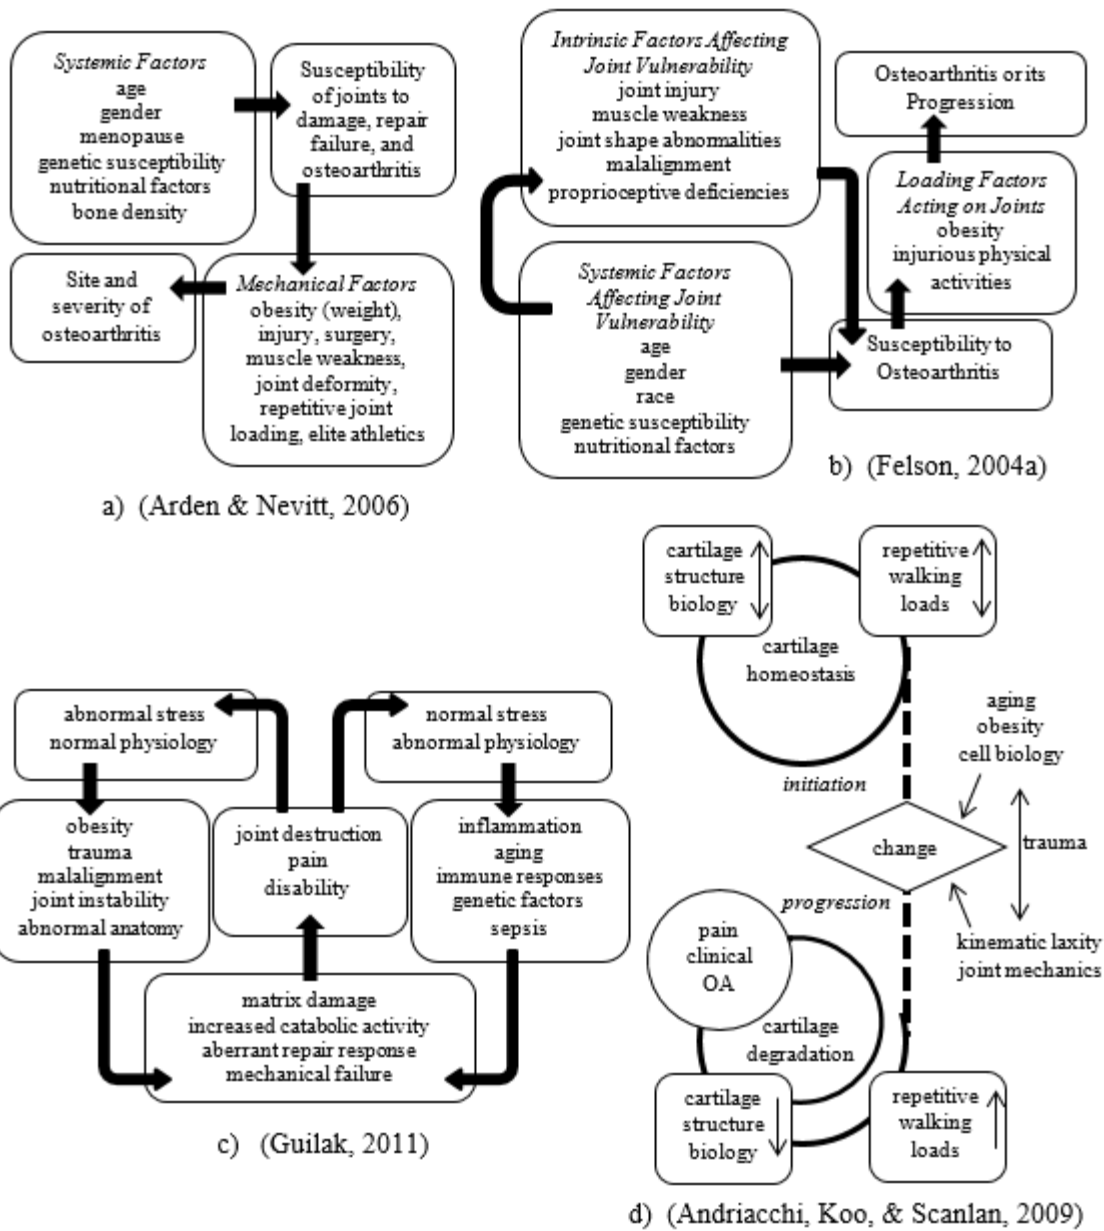 Systemic Factors
age
gender
menopause
genetic susceptibility
nutritional factors
bone density
Susceptibility
of joints to
damage, repair
failure, and
osteoarthritis
Mechanical Factors
obesity (weight),
injury, surgery,
muscle weakness,
joint deformity,
repetitive joint
loading, elite athletics
Site and
severity of
osteoarthritis
a) (Arden & Nevitt, 2006)
Intrinsic Factors Affecting
Joint Vulnerability
joint injury
muscle weakness
joint shape abnormalities
malalignment
proprioceptive deficiencies
Systemic Factors
Affecting Joint
Vulnerability
age
gender
race
genetic susceptibility
nutritional factors
Osteoarthritis or its
Progression
Loading Factors
Acting on Joints
obesity
injurious physical
activities
Susceptibility to
Osteoarthritis
b) (Felson, 2004a)
abnormal stress
normal physiology
normal stress
abnormal physiology
obesity
trauma
malalignment
joint instability
abnormal anatomy
joint destruction
pain
disability
inflammation
aging
immune responses
genetic factors
sepsis
matrix damage
increased catabolic activity
aberrant repair response
mechanical failure
c) (Guilak, 2011)
cartilage
structure
biology
repetitive
walking
loads
cartilage
homeostasis
initiation
aging
obesity
cell biology
change
trauma
progression
kinematic laxity
joint mechanics
pain
clinical
OA
cartilage
degradation
cartilage
structure
biology
repetitive
walking
loads
d) (Andriacchi, Koo, & Scanlan, 2009)